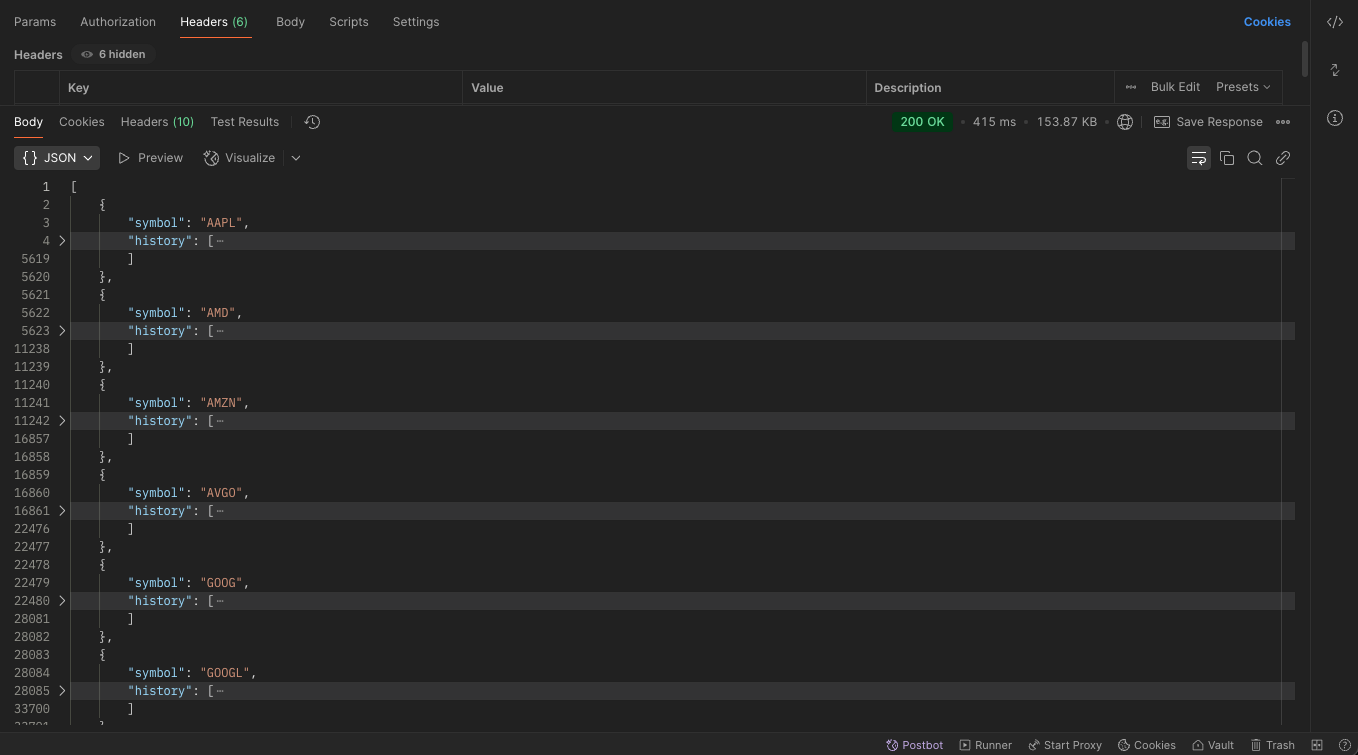 Params Authorization Headers (6) Body Scripts Settings Cookies
Headers 6 hidden
Key Value Description Bulk Edit Presets
Body Cookies Headers (10) Test Results 200 OK • 415 ms • 153.87 KB • Save Response
{} JSON Preview Visualize
1 [
2 {
3 "symbol": "AAPL",
4 "history": [
5619 ]
5620 },
5621 {
5622 "symbol": "AMD",
5623 "history": [
11238 ]
11239 },
11240 {
11241 "symbol": "AMZN",
11242 "history": [
16857 ]
16858 },
16859 {
16860 "symbol": "AVGO",
16861 "history": [
22476 ]
22477 },
22478 {
22479 "symbol": "GOOG",
22480 "history": [
28081 ]
28082 },
28083 {
28084 "symbol": "GOOGL",
28085 "history": [
33700 ]
Postbot Runner Start Proxy Cookies Vault Trash